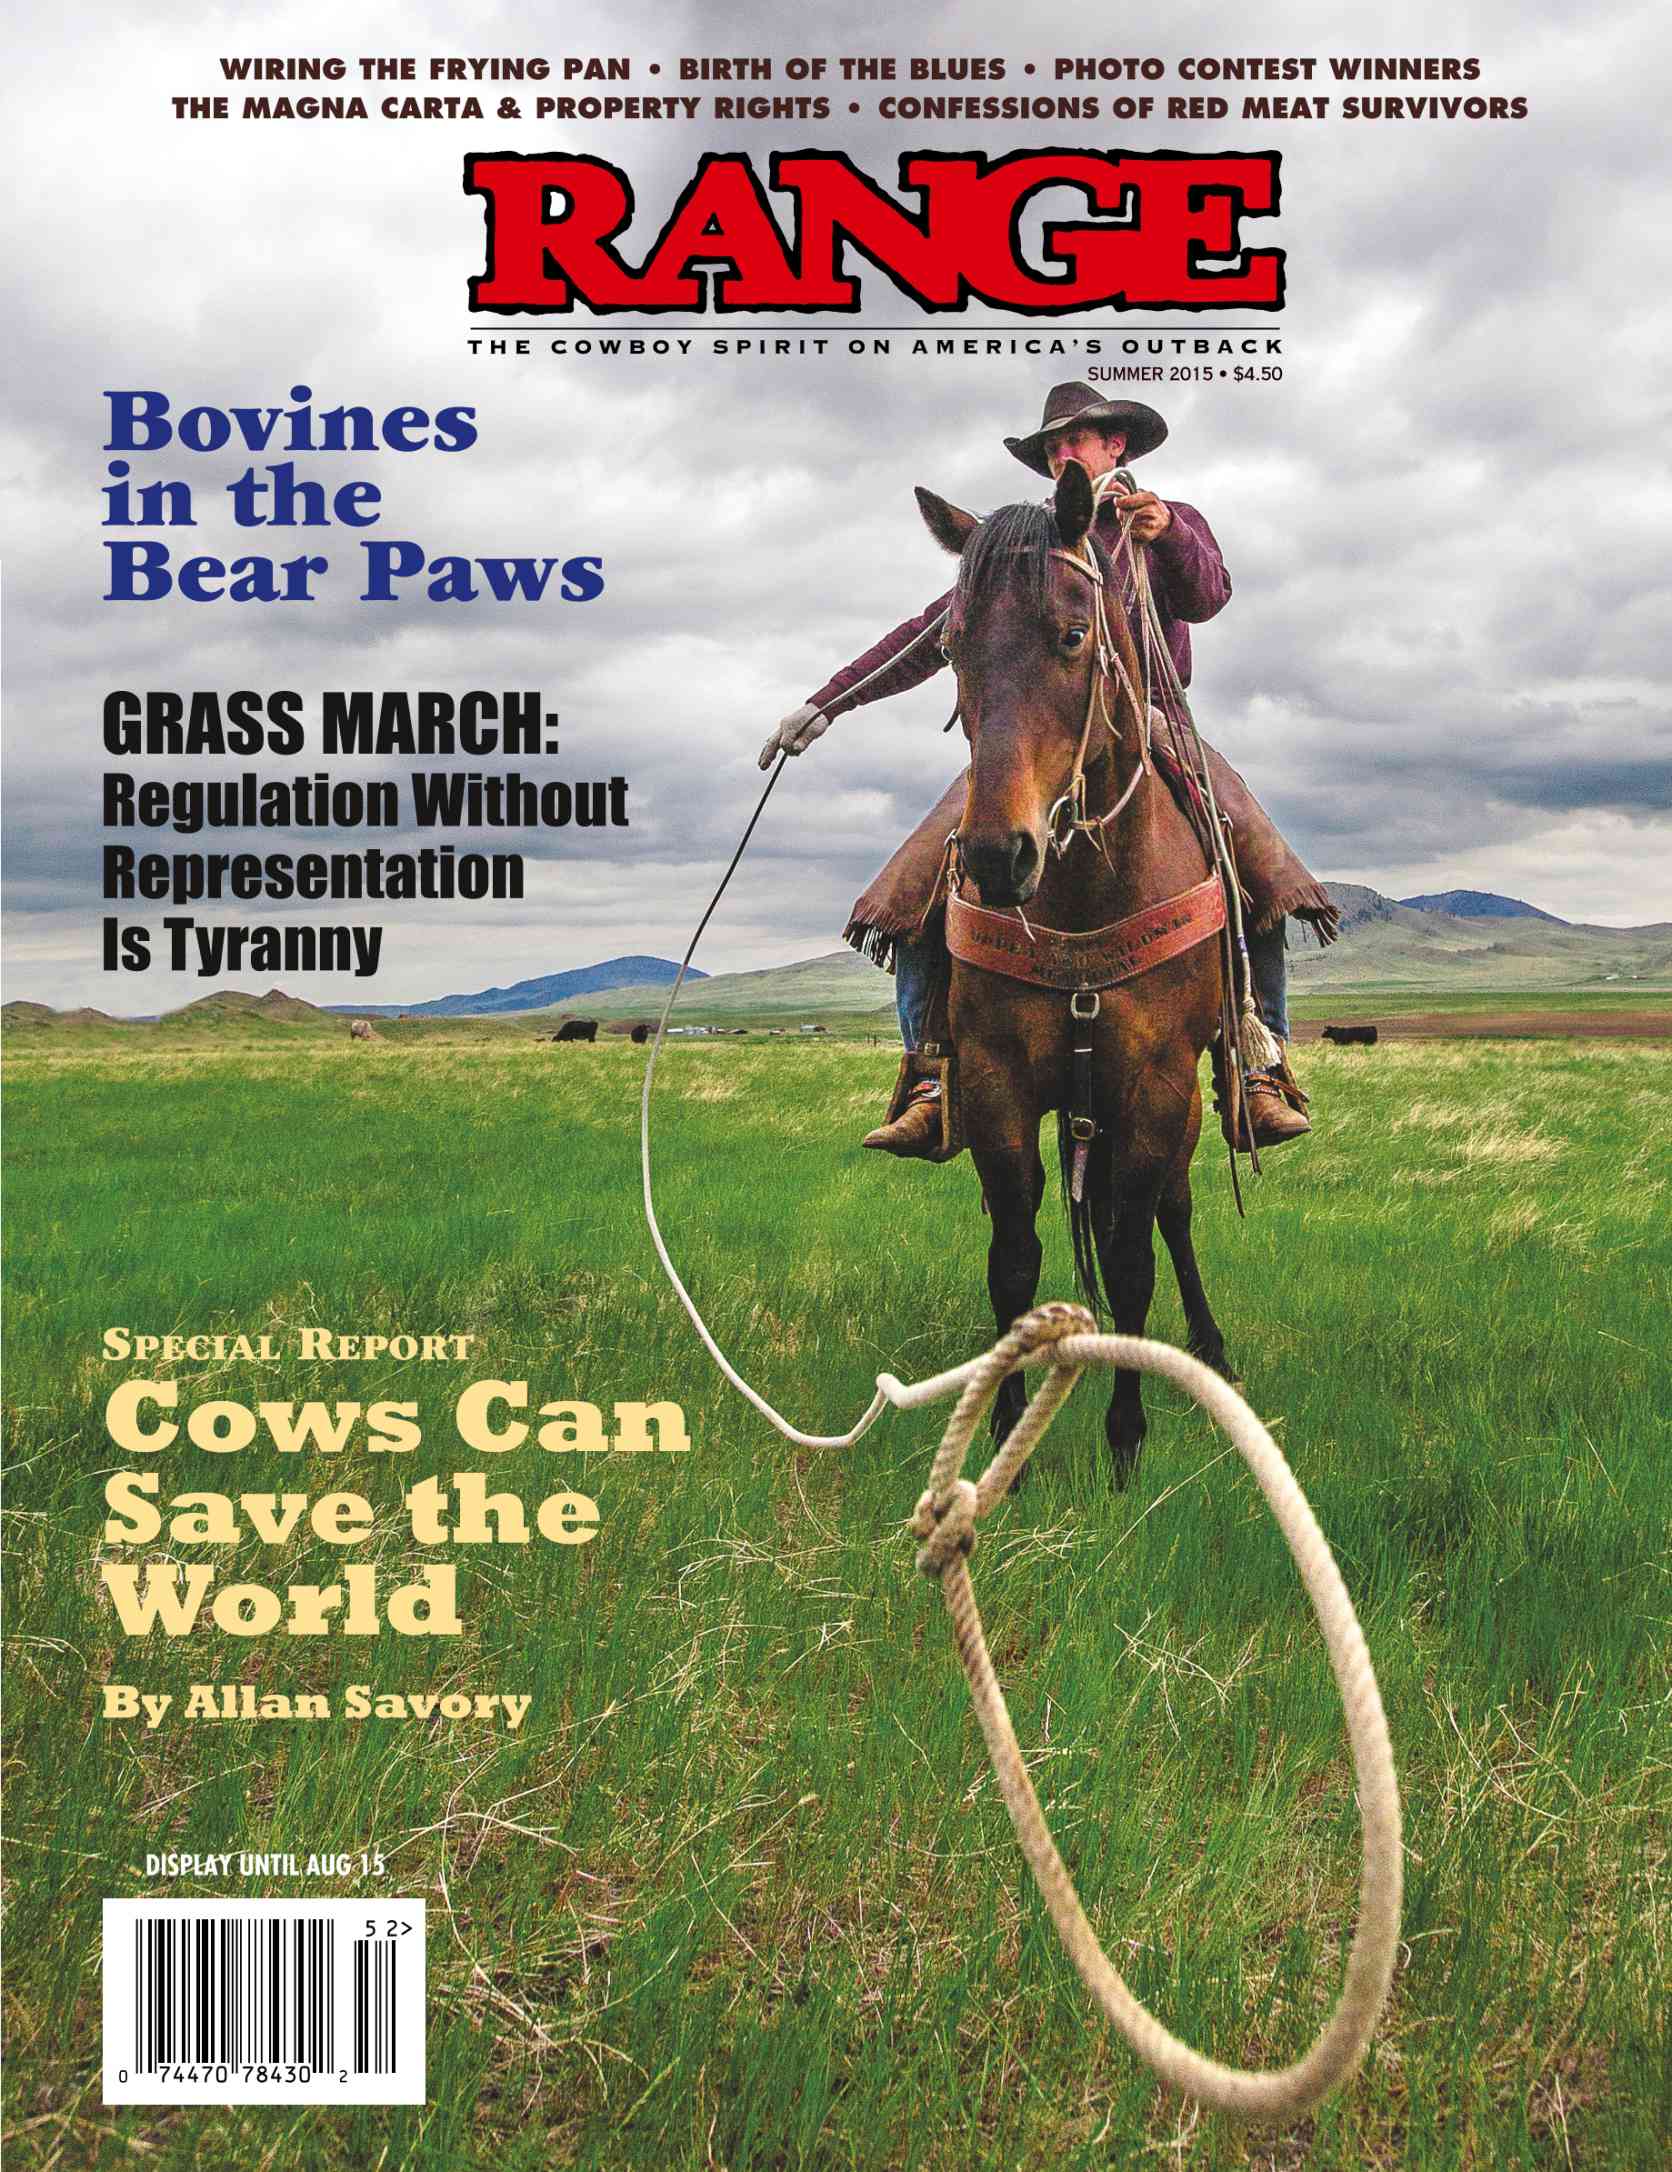 WIRING THE FRYING PAN • BIRTH OF THE BLUES • PHOTO CONTEST WINNERS
THE MAGNA CARTA & PROPERTY RIGHTS • CONFESSIONS OF RED MEAT SURVIVORS
RANGE
THE COWBOY SPIRIT ON AMERICA'S OUTBACK
SUMMER 2015 • $4.50
Bovines
in the
Bear Paws
GRASS MARCH:
Regulation Without
Representation
Is Tyranny
SPECIAL REPORT
Cows Can
Save the
World
By Allan Savory
DISPLAY UNTIL AUG 15
52>
0 74470 78430 2